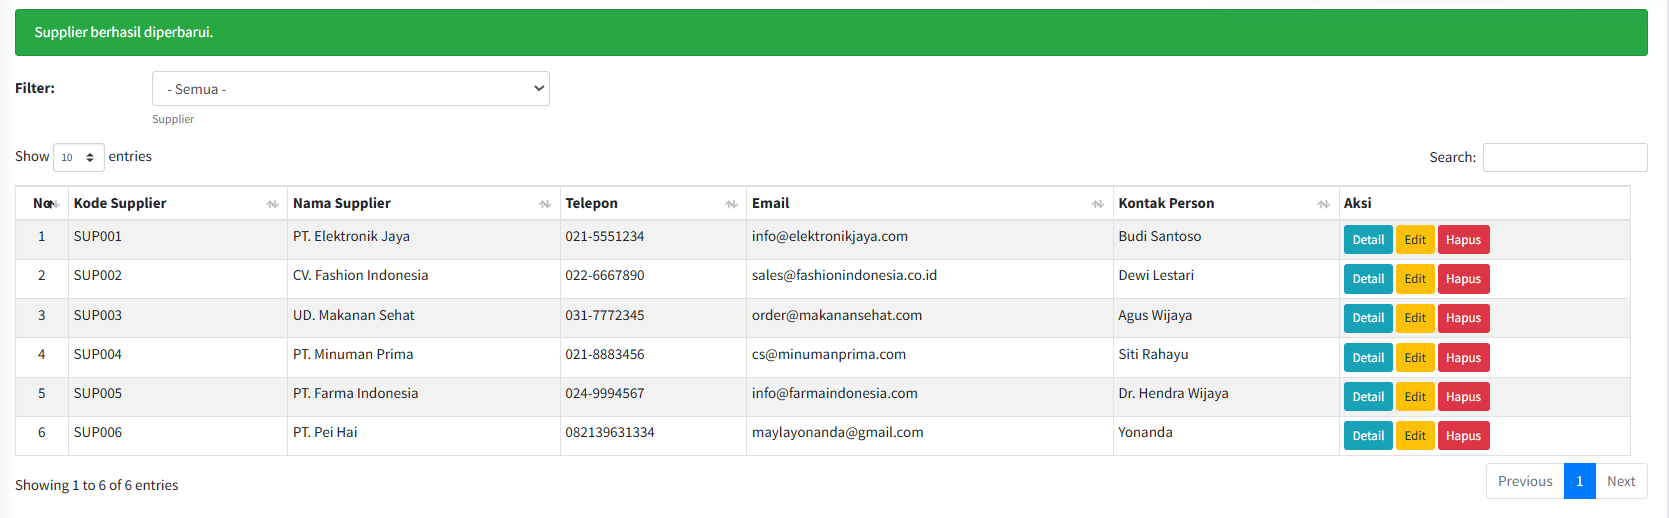 Supplier berhasil diperbarui.
Filter: - Semua -
Supplier
Show 10 entries Search:
No Kode Supplier Nama Supplier Telepon Email Kontak Person Aksi
1 SUP001 PT. Elektronik Jaya 021-5551234 info@elektronikjaya.com Budi Santoso Detail Edit Hapus
2 SUP002 CV. Fashion Indonesia 022-6667890 sales@fashionindonesia.co.id Dewi Lestari Detail Edit Hapus
3 SUP003 UD. Makanan Sehat 031-7772345 order@makanansehat.com Agus Wijaya Detail Edit Hapus
4 SUP004 PT. Minuman Prima 021-8883456 cs@minumanprima.com Siti Rahayu Detail Edit Hapus
5 SUP005 PT. Farma Indonesia 024-9994567 info@farmaindonesia.com Dr. Hendra Wijaya Detail Edit Hapus
6 SUP006 PT. Pei Hai 082139631334 maylayonanda@gmail.com Yonanda Detail Edit Hapus
Showing 1 to 6 of 6 entries Previous 1 Next